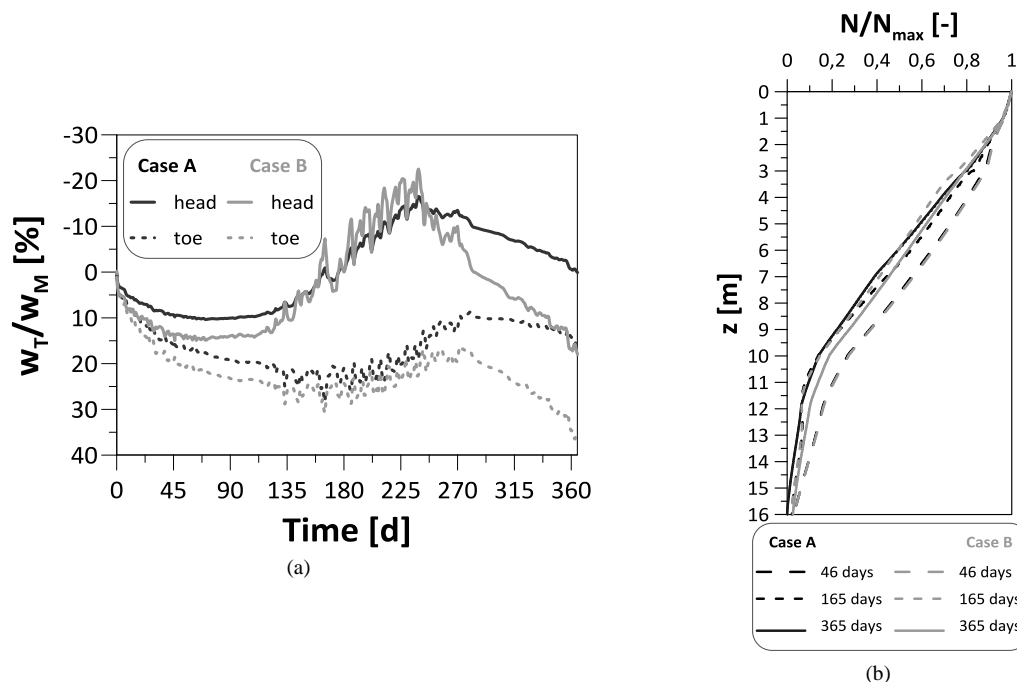 -30
-20
-10
0
10
20
30
40
w_T/w_M [%]
Case A Case B
head head
toe toe
0 45 90 135 180 225 270 315 360
Time [d]
(a)
N/N_max [-]
0 0,2 0,4 0,6 0,8 1
0
1
2
3
4
5
6
7
8
9
10
11
12
13
14
15
16
z [m]
Case A Case B
46 days 46 days
165 days 165 days
365 days 365 days
(b)